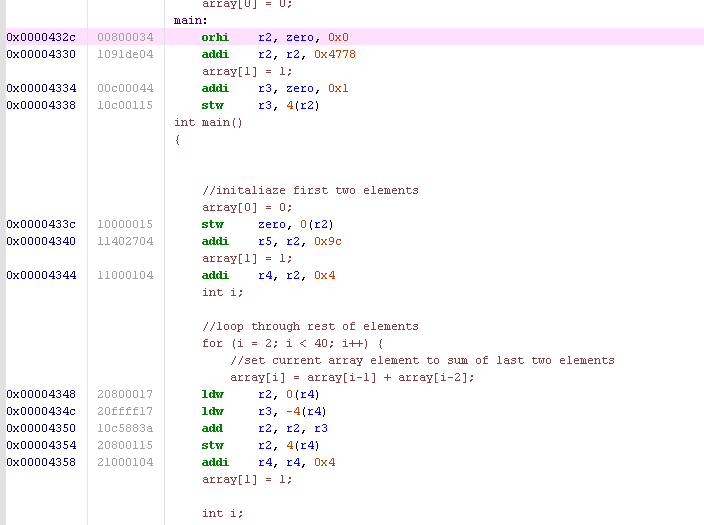 array[0] = 0;
main:
0x0000432c 00800034 orhi r2, zero, 0x0
0x00004330 1091de04 addi r2, r2, 0x4778
array[1] = 1;
0x00004334 00c00044 addi r3, zero, 0x1
0x00004338 10c00115 stw r3, 4(r2)
int main()
{
//initaliaze first two elements
array[0] = 0;
0x0000433c 10000015 stw zero, 0(r2)
0x00004340 11402704 addi r5, r2, 0x9c
array[1] = 1;
0x00004344 11000104 addi r4, r2, 0x4
int i;
//loop through rest of elements
for (i = 2; i < 40; i++) {
//set current array element to sum of last two elements
array[i] = array[i-1] + array[i-2];
0x00004348 20800017 ldw r2, 0(r4)
0x0000434c 20ffff17 ldw r3, -4(r4)
0x00004350 10c5883a add r2, r2, r3
0x00004354 20800115 stw r2, 4(r4)
0x00004358 21000104 addi r4, r4, 0x4
array[1] = 1;
int i;